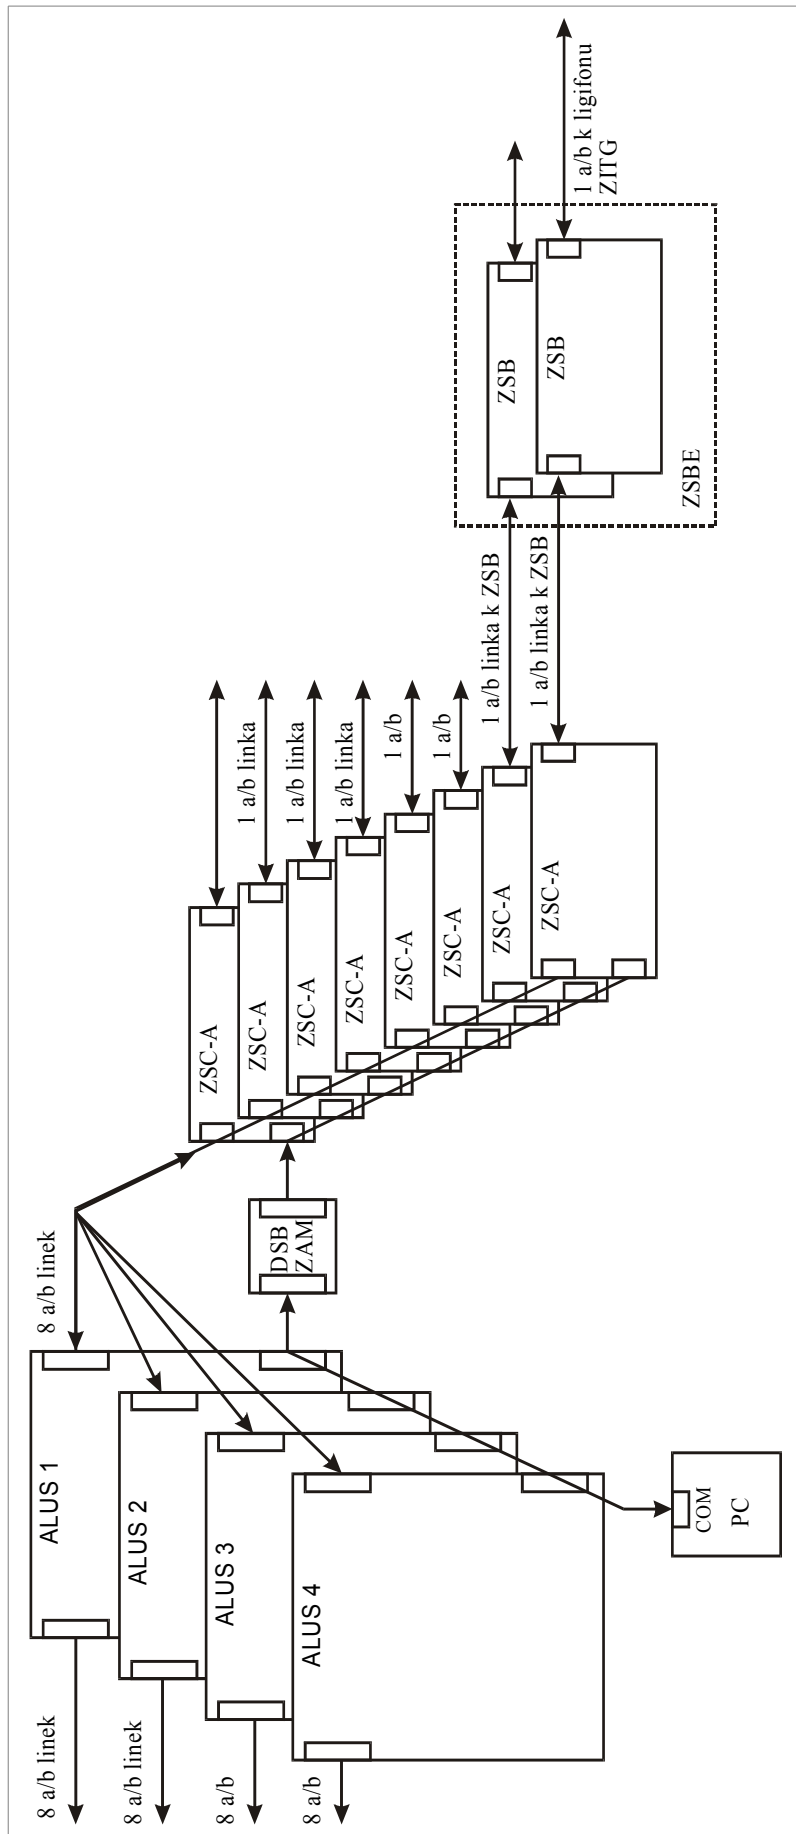 8 a/b linek
8 a/b linek
8 a/b
8 a/b
ALUS 1
ALUS 2
ALUS 3
ALUS 4
8 a/b linek
COM
PC
DSB
ZAM
ZSC-A
ZSC-A
ZSC-A
ZSC-A
ZSC-A
ZSC-A
ZSC-A
ZSC-A
1 a/b linka
1 a/b linka
1 a/b linka
1 a/b
1 a/b
1 a/b linka k ZSB
1 a/b linka k ZSB
ZSB
ZSB
ZSBE
1 a/b k ligifonu
ZITG